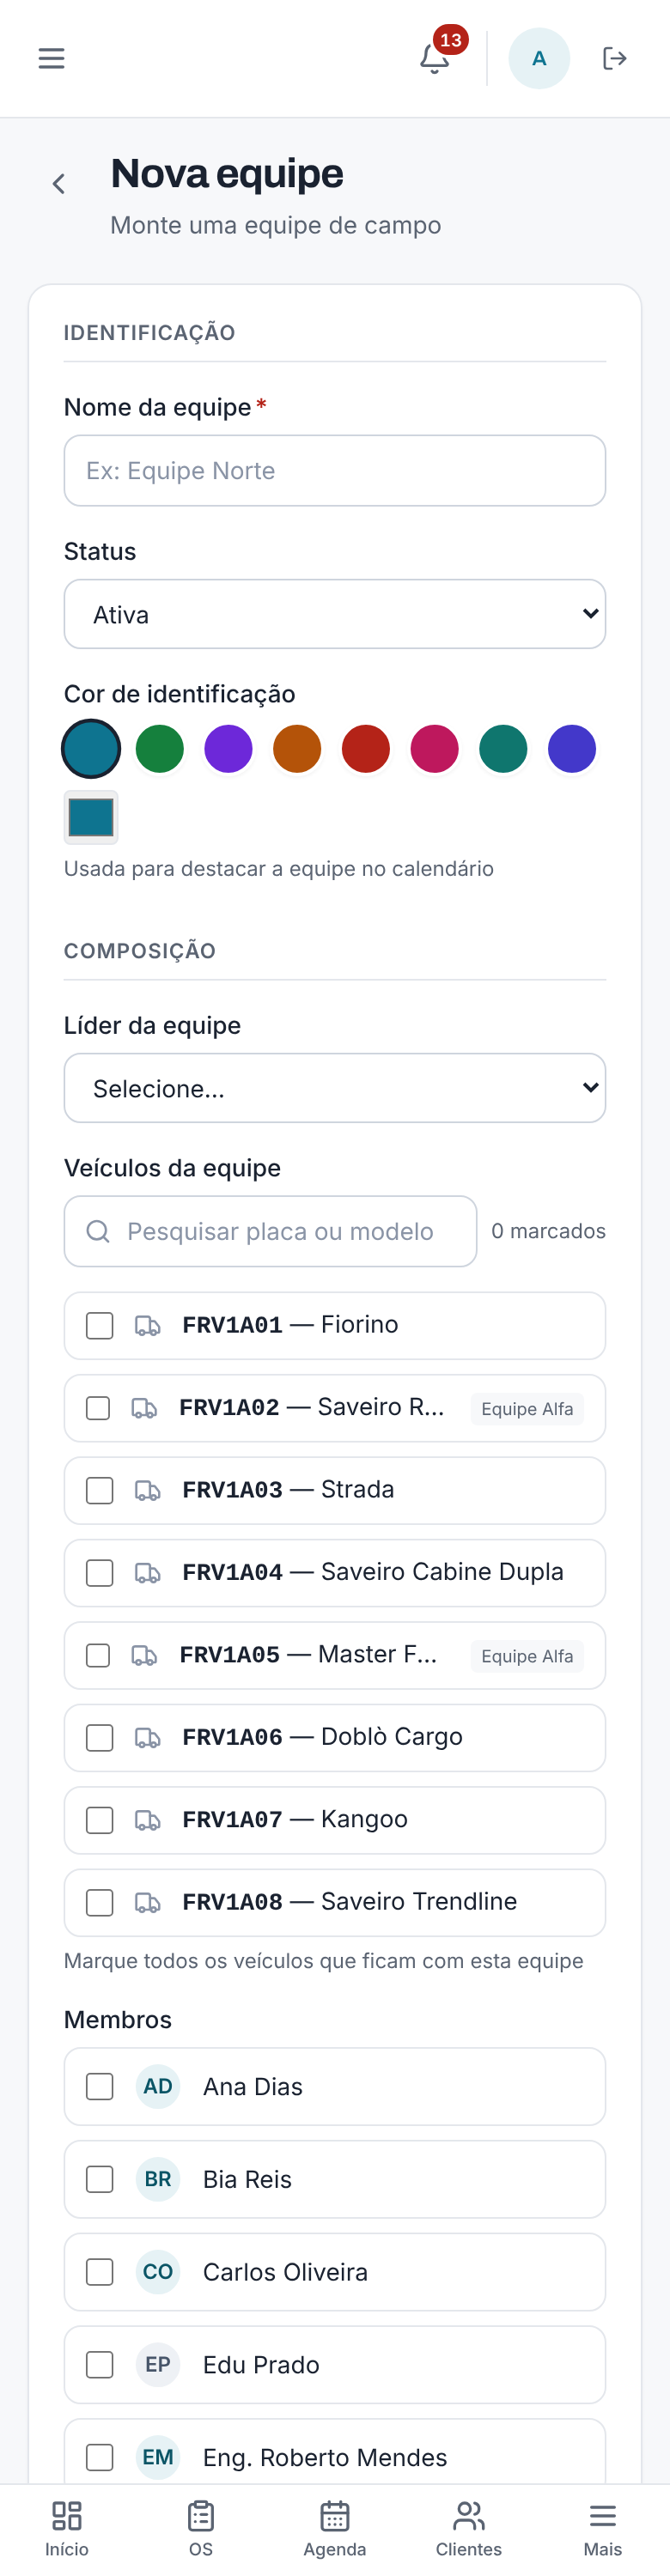 13
A
Nova equipe
Monte uma equipe de campo
IDENTIFICAÇÃO
Nome da equipe *
Ex: Equipe Norte
Status
Ativa
Cor de identificação
Usada para destacar a equipe no calendário
COMPOSIÇÃO
Líder da equipe
Selecione...
Veículos da equipe
Pesquisar placa ou modelo
0 marcados
FRV1A01 — Fiorino
FRV1A02 — Saveiro R... Equipe Alfa
FRV1A03 — Strada
FRV1A04 — Saveiro Cabine Dupla
FRV1A05 — Master F... Equipe Alfa
FRV1A06 — Doblò Cargo
FRV1A07 — Kangoo
FRV1A08 — Saveiro Trendline
Marque todos os veículos que ficam com esta equipe
Membros
AD Ana Dias
BR Bia Reis
CO Carlos Oliveira
EP Edu Prado
EM Eng. Roberto Mendes
Início OS Agenda Clientes Mais